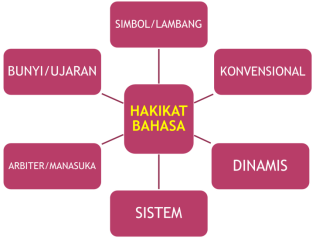 SIMBOL/LAMBANG
BUNYI/UJARAN
KONVENSIONAL
HAKIKAT
BAHASA
ARBITER/MANASUKA
DINAMIS
SISTEM